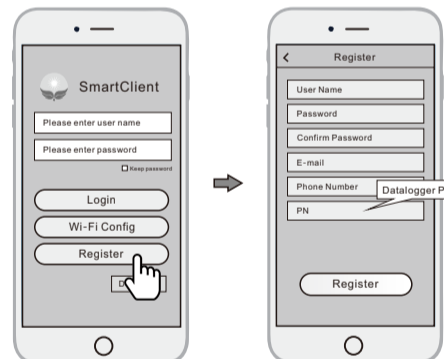 SmartClient
Please enter user name
Please enter password
Keep password
Login
Wi-Fi Config
Register
Register
User Name
Password
Confirm Password
E-mail
Phone Number
Datalogger
PN
Register